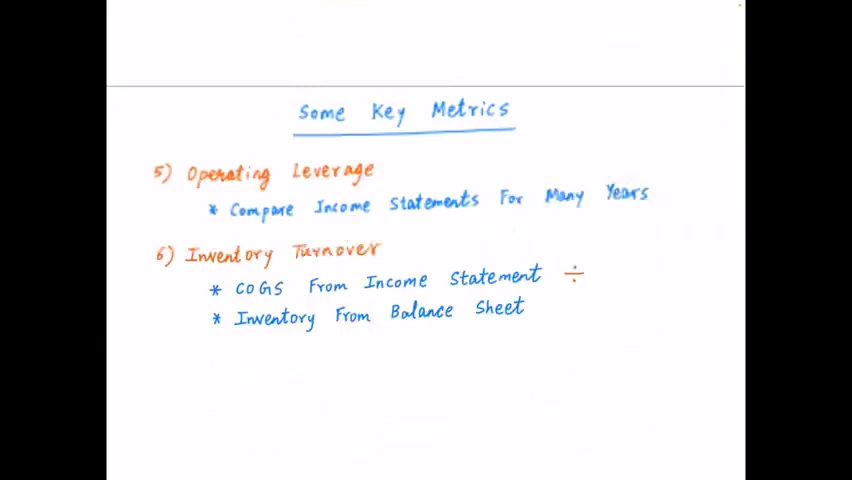 Some Key Metrics
5) Operating Leverage
* Compare Income Statements For Many Years
6) Inventory Turnover
* COGS From Income Statement ÷
* Inventory From Balance Sheet